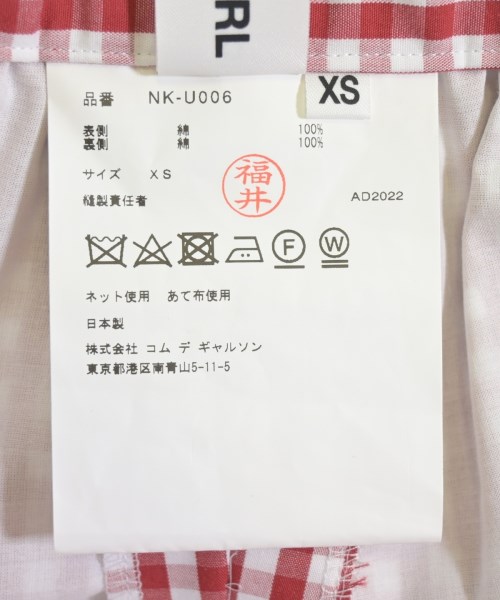 RL
XS
品番 NK-U006
表側 綿 100%
裏側 綿 100%
サイズ XS
福井
縫製責任者 AD2022
F W
ネット使用 あて布使用
日本製
株式会社 コム デ ギャルソン
東京都港区南青山5-11-5